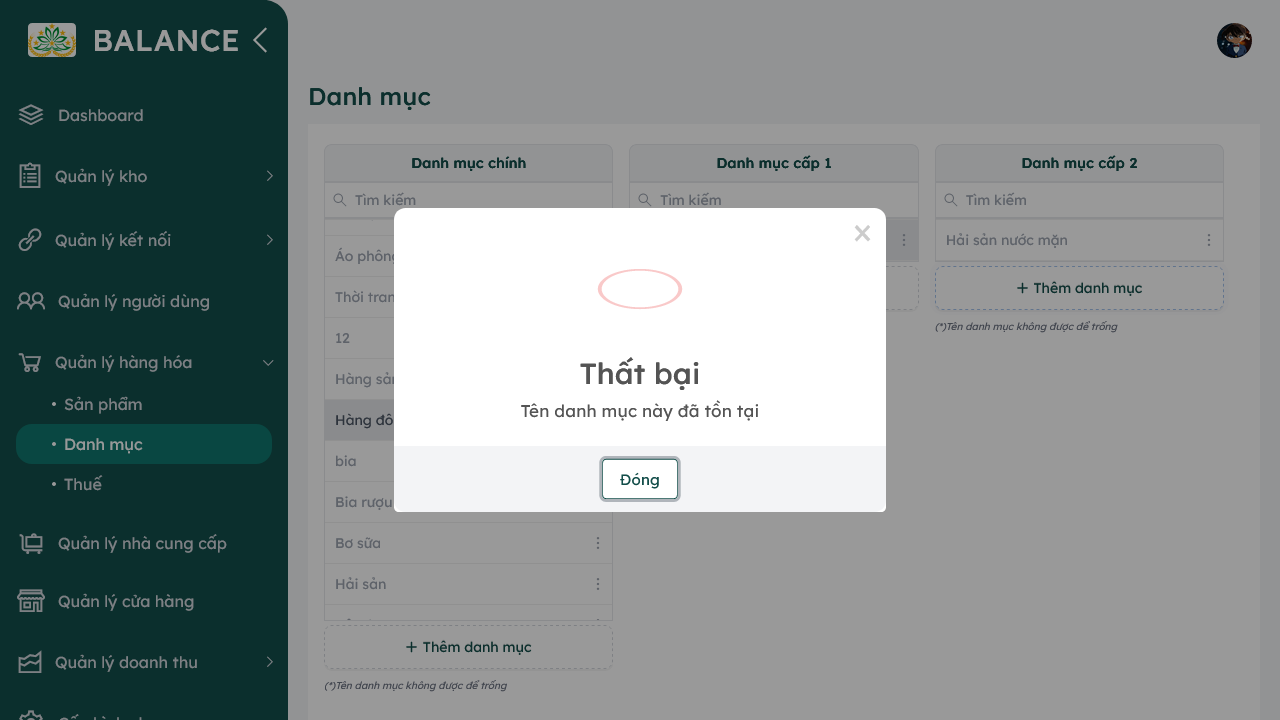 BALANCE
Dashboard
Quản lý kho
Quản lý kết nối
Quản lý người dùng
Quản lý hàng hóa
Sản phẩm
Danh mục
Thuế
Quản lý nhà cung cấp
Quản lý cửa hàng
Quản lý doanh thu
Danh mục
Danh mục chính
Tìm kiếm
Áo phông
Thời tran
12
Hàng sản
Hàng đô
bia
Bia rượu
Bơ sữa
Hải sản
+ Thêm danh mục
(*)Tên danh mục không được để trống
Danh mục cấp 1
Tìm kiếm
Danh mục cấp 2
Tìm kiếm
Hải sản nước mặn
+ Thêm danh mục
(*)Tên danh mục không được để trống
×
Thất bại
Tên danh mục này đã tồn tại
Đóng